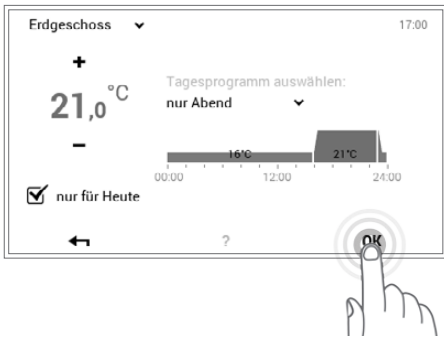 Erdgeschoss
17:00
+
21,0°C
−
Tagesprogramm auswählen:
nur Abend
16°C 21°C
00:00 12:00 24:00
nur für Heute
? OK